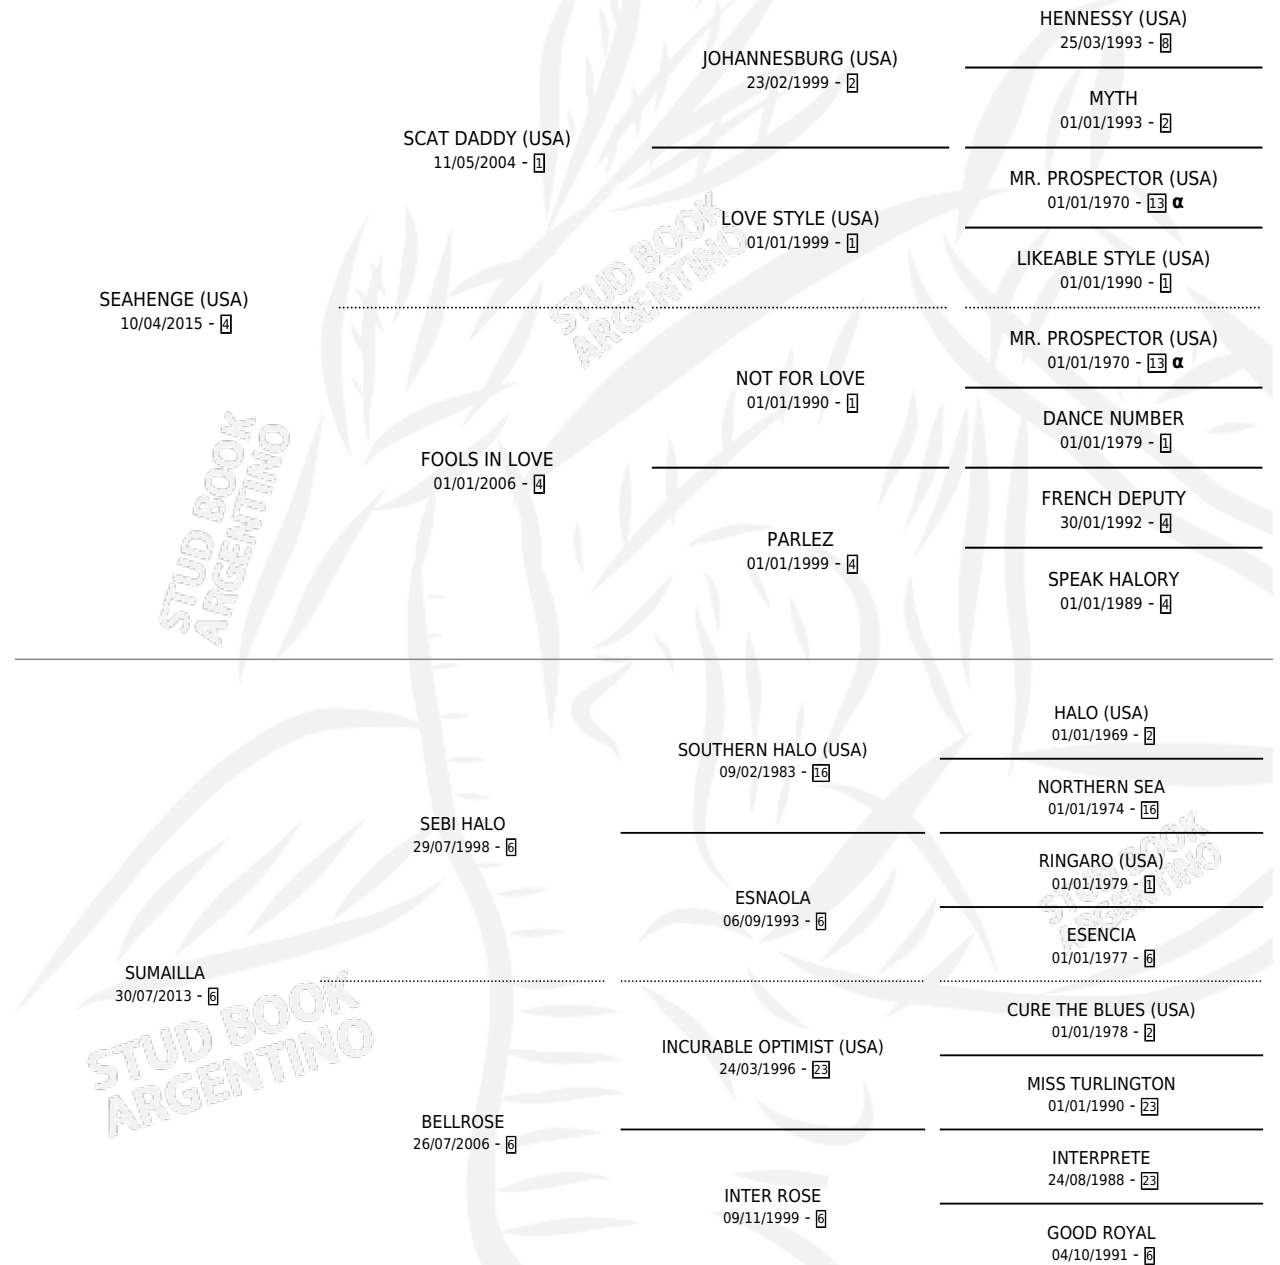 HENNESSY (USA)
25/03/1993 - 8
JOHANNESBURG (USA)
23/02/1999 - 2
MYTH
01/01/1993 - 2
SCAT DADDY (USA)
11/05/2004 - 1
MR. PROSPECTOR (USA)
01/01/1970 - 13 α
LOVE STYLE (USA)
01/01/1999 - 1
LIKEABLE STYLE (USA)
01/01/1990 - 1
SEAHENGE (USA)
10/04/2015 - 4
MR. PROSPECTOR (USA)
01/01/1970 - 13 α
NOT FOR LOVE
01/01/1990 - 1
DANCE NUMBER
01/01/1979 - 1
FOOLS IN LOVE
01/01/2006 - 4
FRENCH DEPUTY
30/01/1992 - 4
PARLEZ
01/01/1999 - 4
SPEAK HALORY
01/01/1989 - 4
STUD BOOK
ARGENTINO
STUD BOOK
ARGENTINO
HALO (USA)
01/01/1969 - 2
SOUTHERN HALO (USA)
09/02/1983 - 16
NORTHERN SEA
01/01/1974 - 16
SEBI HALO
29/07/1998 - 6
RINGARO (USA)
01/01/1979 - 1
ESNAOLA
06/09/1993 - 6
ESENCIA
01/01/1977 - 6
STUD BOOK
ARGENTINO
SUMAILLA
30/07/2013 - 6
CURE THE BLUES (USA)
01/01/1978 - 2
INCURABLE OPTIMIST (USA)
24/03/1996 - 23
MISS TURLINGTON
01/01/1990 - 23
BELLROSE
26/07/2006 - 6
INTERPRETE
24/08/1988 - 23
INTER ROSE
09/11/1999 - 6
GOOD ROYAL
04/10/1991 - 6
STUD BOOK
ARGENTINO